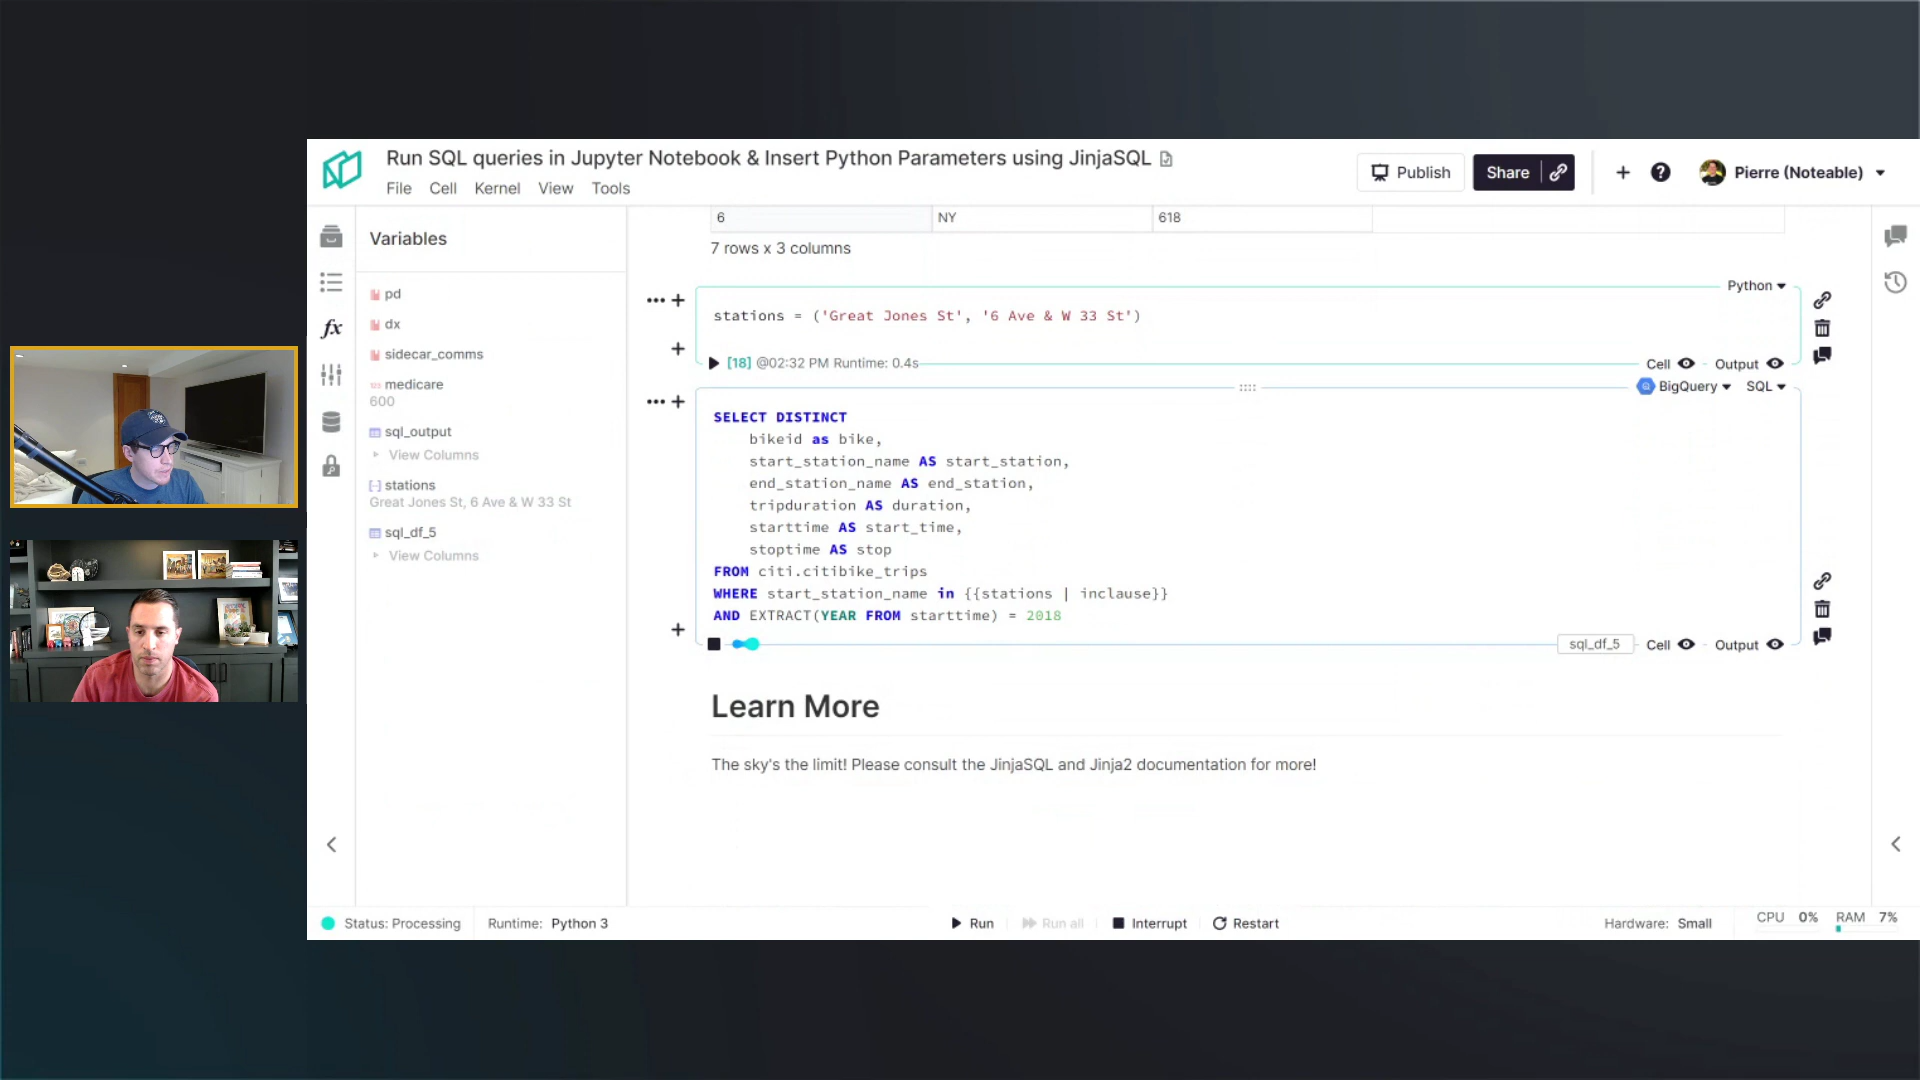 Run SQL queries in Jupyter Notebook & Insert Python Parameters using JinjaSQL
File Cell Kernel View Tools
Publish
Share
Pierre (Noteable)
Variables
pd
dx
sidecar_comms
medicare
600
sql_output
View Columns
stations
Great Jones St, 6 Ave & W 33 St
sql_df_5
View Columns
6 NY 618
7 rows x 3 columns
Python
stations = ('Great Jones St', '6 Ave & W 33 St')
[18] @02:32 PM Runtime: 0.4s
Cell Output
BigQuery SQL
SELECT DISTINCT
bikeid as bike,
start_station_name AS start_station,
end_station_name AS end_station,
tripduration AS duration,
starttime AS start_time,
stoptime AS stop
FROM citi.citibike_trips
WHERE start_station_name in {{stations | inclause}}
AND EXTRACT(YEAR FROM starttime) = 2018
sql_df_5 Cell Output
Learn More
The sky's the limit! Please consult the JinjaSQL and Jinja2 documentation for more!
Status: Processing Runtime: Python 3 Run Run all Interrupt Restart Hardware: Small CPU 0% RAM 7%